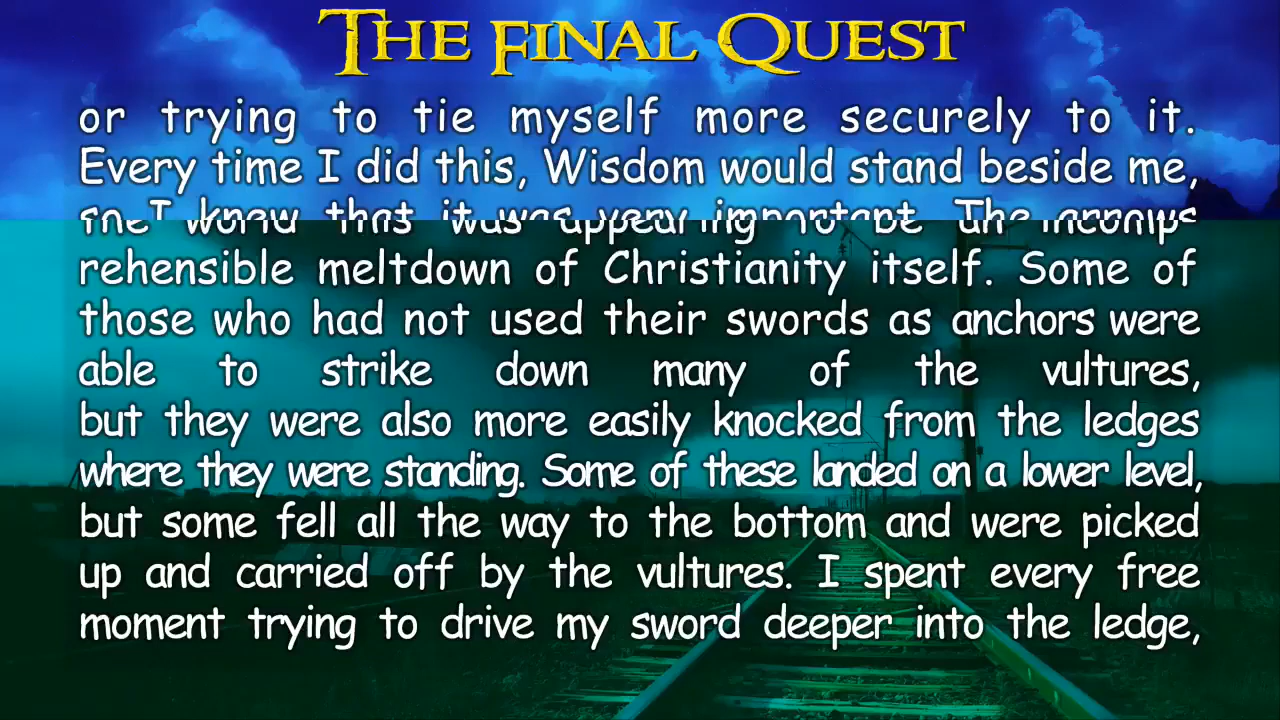 THE FINAL QUEST
or trying to tie myself more securely to it.
Every time I did this, Wisdom would stand beside me,
rehensible meltdown of Christianity itself. Some of
those who had not used their swords as anchors were
able to strike down many of the vultures,
but they were also more easily knocked from the ledges
where they were standing. Some of these landed on a lower level,
but some fell all the way to the bottom and were picked
up and carried off by the vultures. I spent every free
moment trying to drive my sword deeper into the ledge,